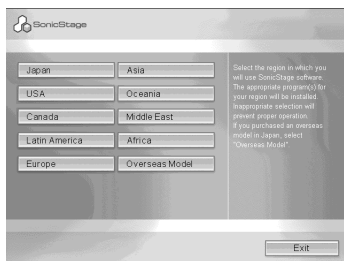 SonicStage
Japan
Asia
USA
Oceania
Canada
Middle East
Latin America
Africa
Europe
Overseas Model
Select the region in which you
will use SonicStage software.
The appropriate program(s) for
your region will be installed.
Inappropriate selection will
prevent proper operation.
If you purchased an overseas
model in Japan, select
"Overseas Model".
Exit